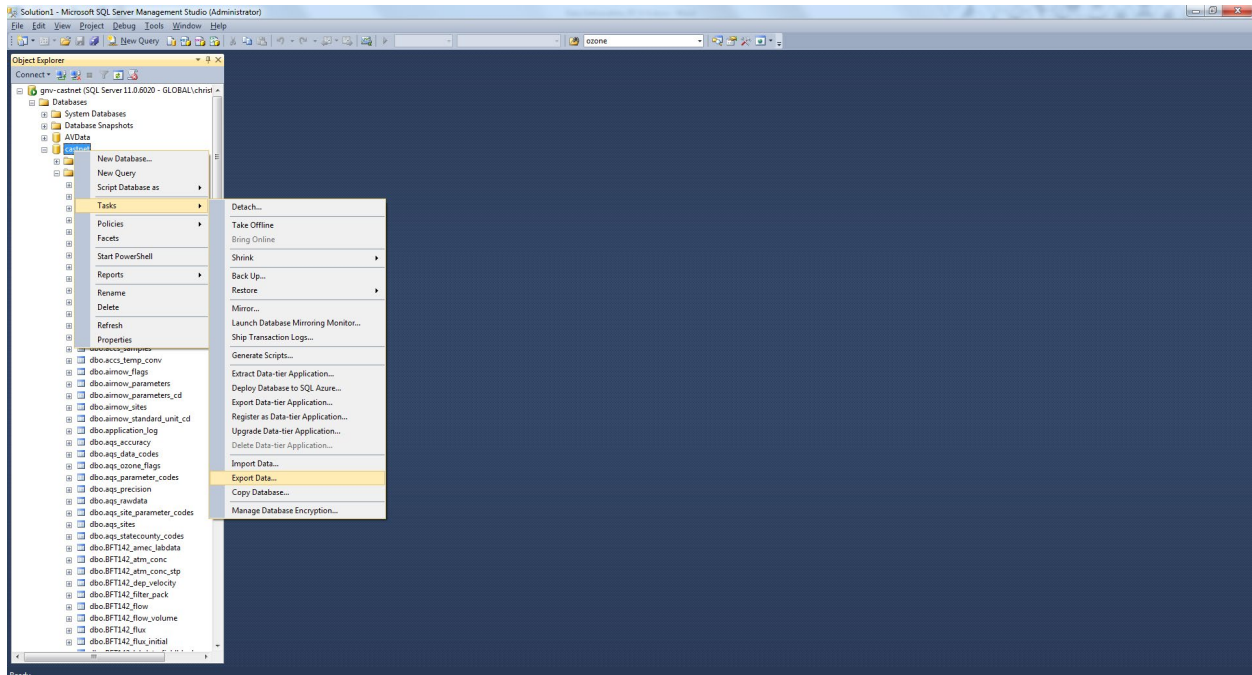 Solution1 - Microsoft SQL Server Management Studio (Administrator)
File Edit View Project Debug Tools Window Help
New Query
ozone
Object Explorer
Connect
gnv-castnet (SQL Server 11.0.6020 - GLOBAL\christ
Databases
System Databases
Database Snapshots
AVData
castnet
New Database...
New Query
Script Database as
Tasks
Policies
Facets
Start PowerShell
Reports
Rename
Delete
Refresh
Properties
Detach...
Take Offline
Bring Online
Shrink
Back Up...
Restore
Mirror...
Launch Database Mirroring Monitor...
Ship Transaction Logs...
Generate Scripts...
Extract Data-tier Application...
Deploy Database to SQL Azure...
Export Data-tier Application...
Register as Data-tier Application...
Upgrade Data-tier Application...
Delete Data-tier Application...
Import Data...
Export Data...
Copy Database...
Manage Database Encryption...
dbo.accs_samples
dbo.accs_temp_conv
dbo.airnow_flags
dbo.airnow_parameters
dbo.airnow_parameters_cd
dbo.airnow_sites
dbo.airnow_standard_unit_cd
dbo.application_log
dbo.aqs_accuracy
dbo.aqs_data_codes
dbo.aqs_ozone_flags
dbo.aqs_parameter_codes
dbo.aqs_precision
dbo.aqs_rawdata
dbo.aqs_site_parameter_codes
dbo.aqs_sites
dbo.aqs_statecounty_codes
dbo.BFT142_amec_labdata
dbo.BFT142_atm_conc
dbo.BFT142_atm_conc_stp
dbo.BFT142_dep_velocity
dbo.BFT142_filter_pack
dbo.BFT142_flow
dbo.BFT142_flow_volume
dbo.BFT142_flux
dbo.BFT142_flux_initial
Ready